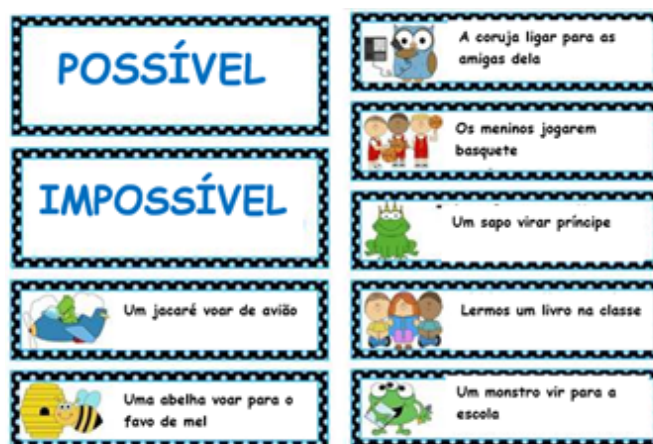 POSSÍVEL
IMPOSSÍVEL
Um jacaré voar de avião
Uma abelha voar para o
favo de mel
A coruja ligar para as
amigas dela
Os meninos jogarem
basquete
Um sapo virar príncipe
Lermos um livro na classe
Um monstro vir para a
escola